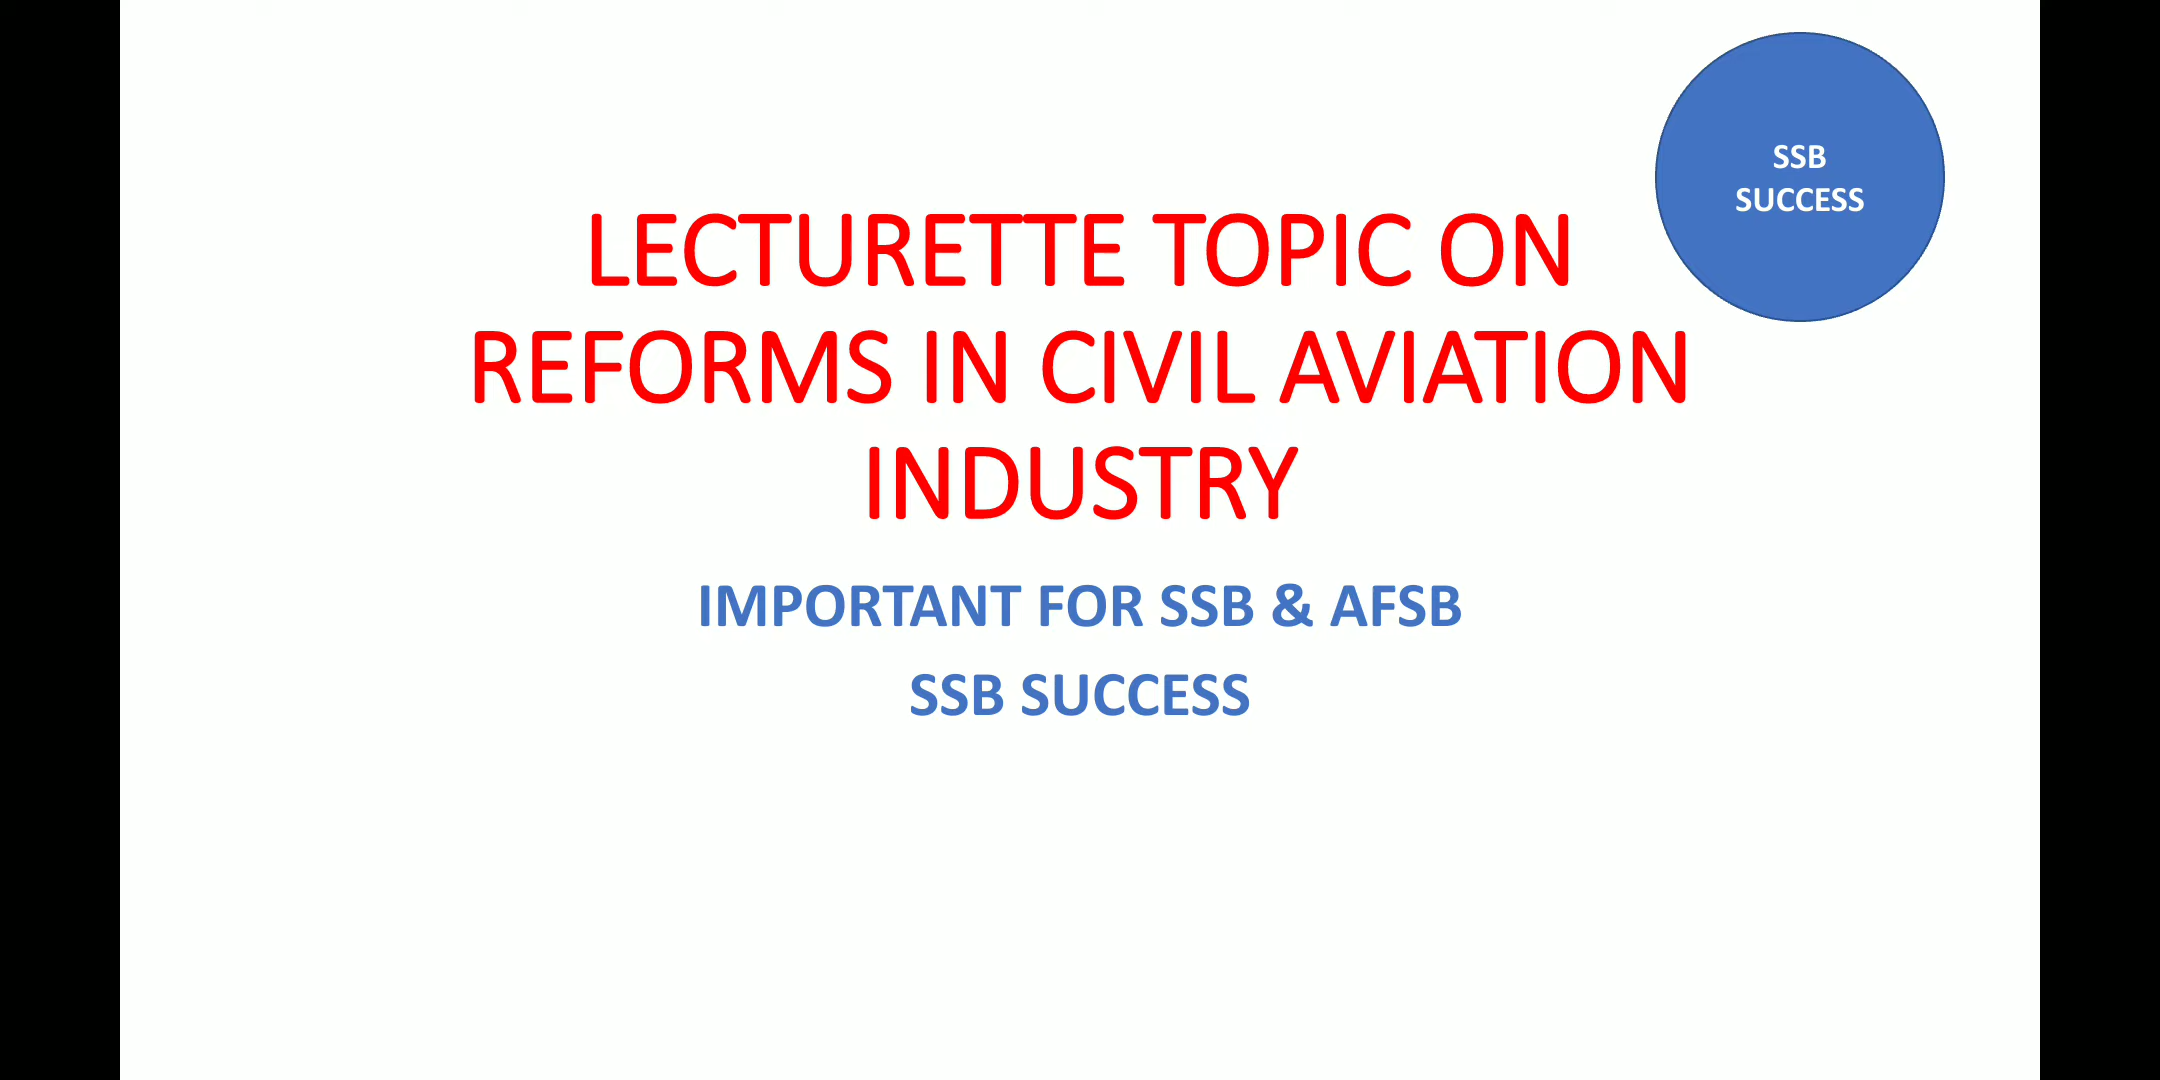 SSB
SUCCESS
LECTURETTE TOPIC ON
REFORMS IN CIVIL AVIATION
INDUSTRY
IMPORTANT FOR SSB & AFSB
SSB SUCCESS